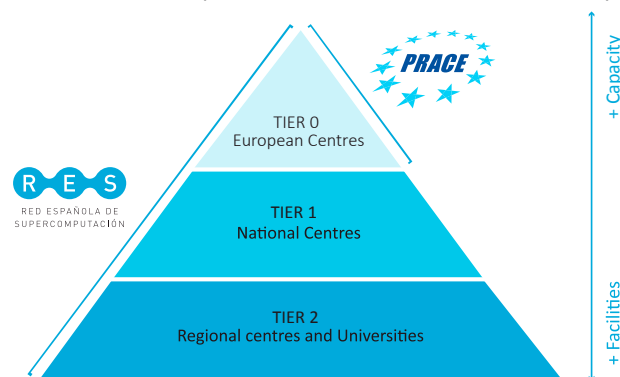 PRACE
TIER 0
European Centres
R-E-S
RED ESPAÑOLA DE
SUPERCOMPUTACIÓN
TIER 1
National Centres
TIER 2
Regional centres and Universities
+ Capacity
+ Facilities